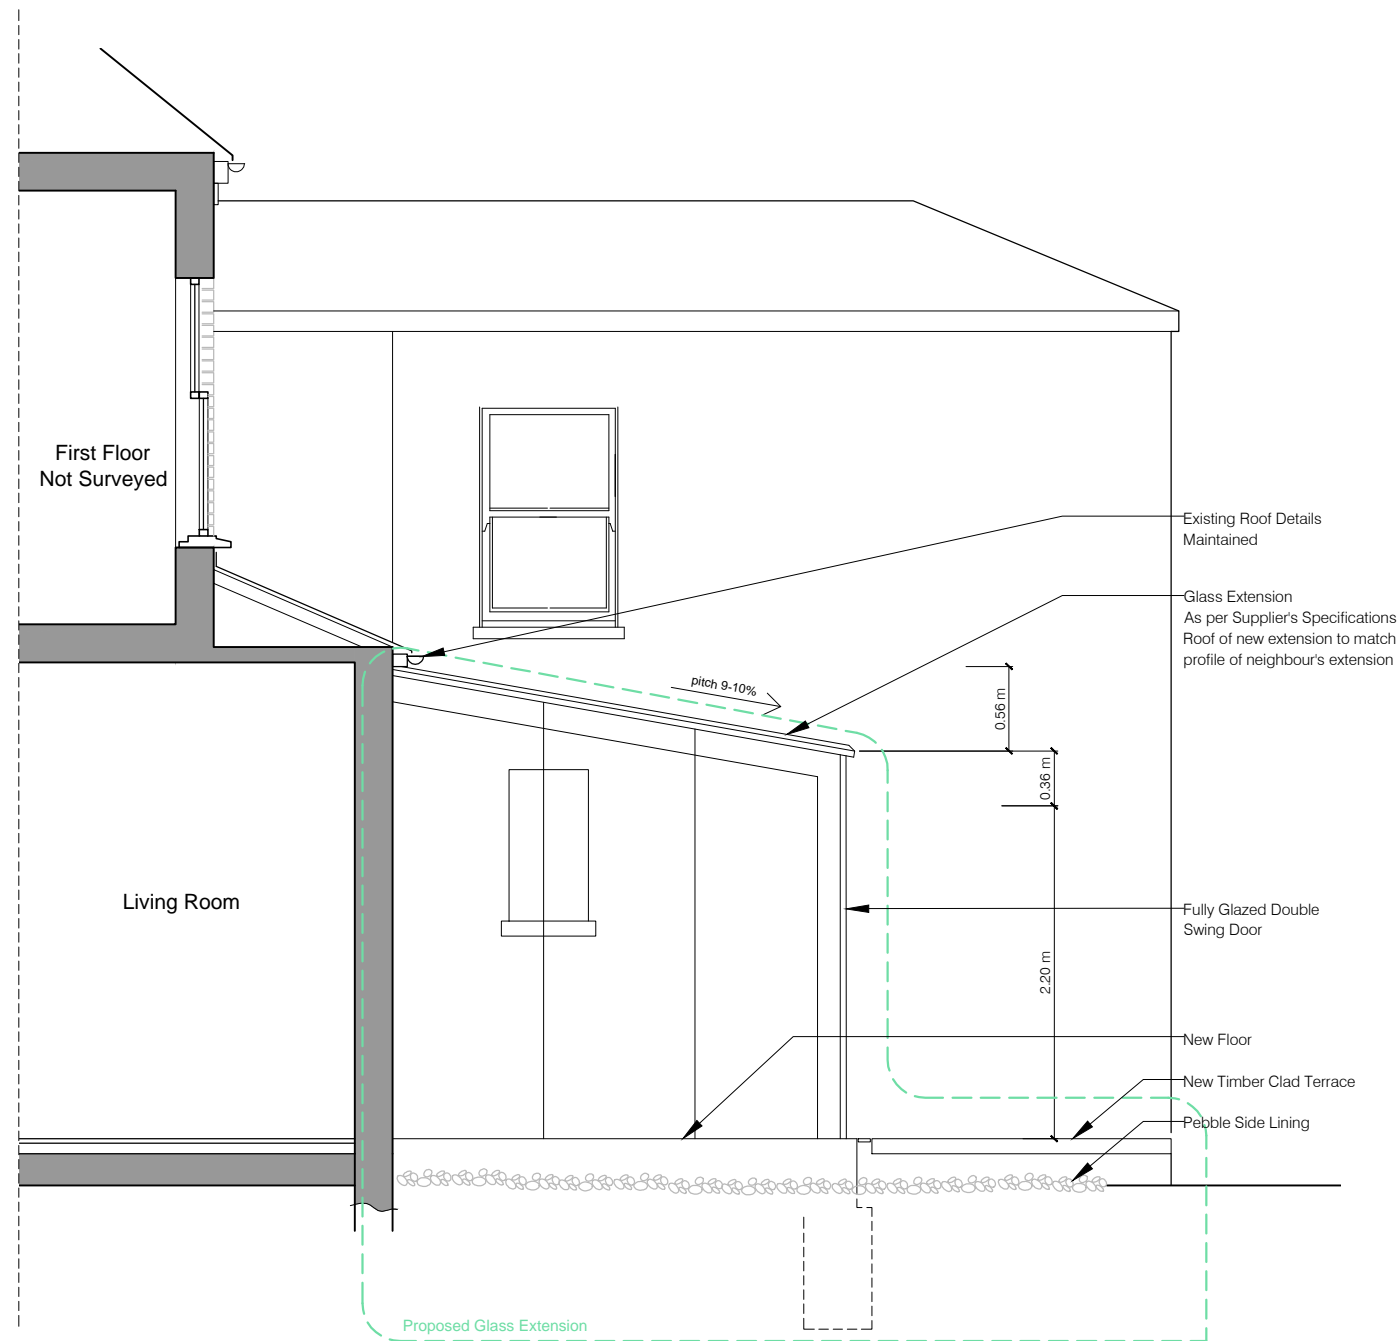 First Floor
Not Surveyed
Existing Roof Details
Maintained
Glass Extension
As per Supplier's Specifications
Roof of new extension to match
profile of neighbour's extension
pitch 9-10%
0.56 m
0.36 m
Living Room
Fully Glazed Double
Swing Door
2.20 m
New Floor
New Timber Clad Terrace
Pebble Side Lining
Proposed Glass Extension